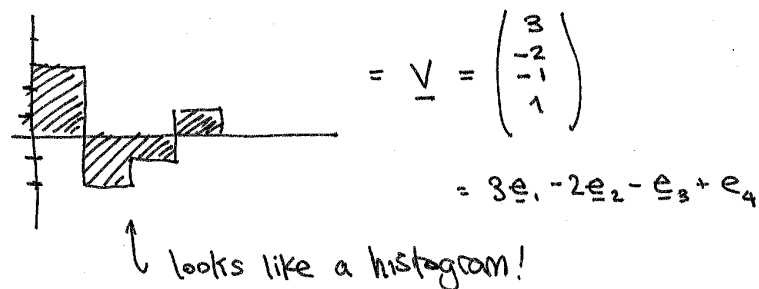 = V = ( 3 -2 -1 1 )
= 3e₁ - 2e₂ - e₃ + e₄
looks like a histogram!